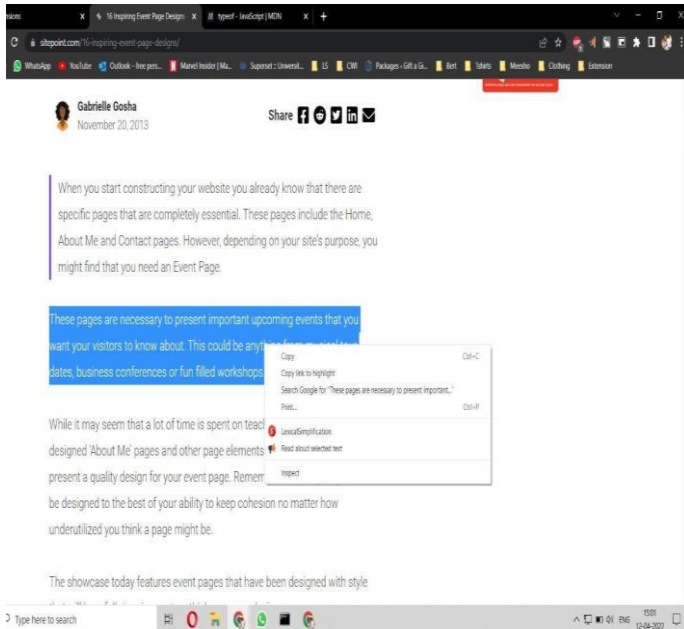 nsions
16 Inspiring Event Page Designs
typeof - JavaScript | MDN
sitepoint.com/16-inspiring-event-page-designs/
WhatsApp
YouTube
Outlook - free pers...
Marvel Insider | Ma...
Superset :: Universit...
LS
CWI
Packages ‹ Gift a Gi...
Bert
Tshirts
Meesho
Clothing
Extension
Gabrielle Gosha
November 20, 2013
Share
When you start constructing your website you already know that there are
specific pages that are completely essential. These pages include the Home,
About Me and Contact pages. However, depending on your site's purpose, you
might find that you need an Event Page.
These pages are necessary to present important upcoming events that you
want your visitors to know about. This could be anything from musical tour
dates, business conferences or fun filled workshops.
Copy Ctrl+C
Copy link to highlight
Search Google for "These pages are necessary to present important..."
Print... Ctrl+P
LexicalSimplification
Read aloud selected text
Inspect
While it may seem that a lot of time is spent on teac
designed 'About Me' pages and other page elements
present a quality design for your event page. Remem
be designed to the best of your ability to keep cohesion no matter how
underutilized you think a page might be.
The showcase today features event pages that have been designed with style
Type here to search
ENG
15:01
12-04-2022